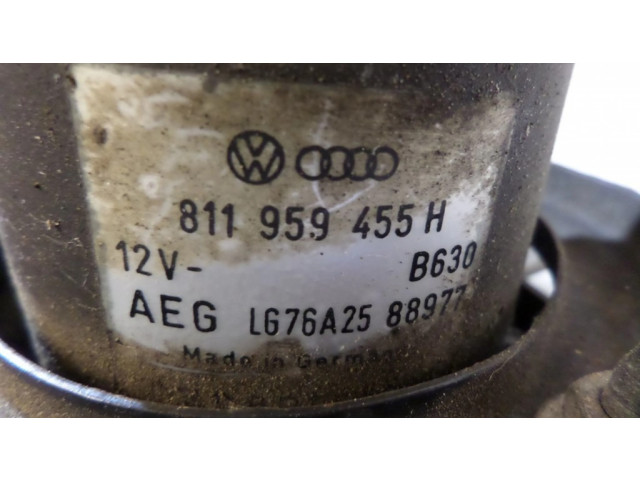 811 959 455 H
12V- B630
AEG LG76A25 88977
Made in Germany